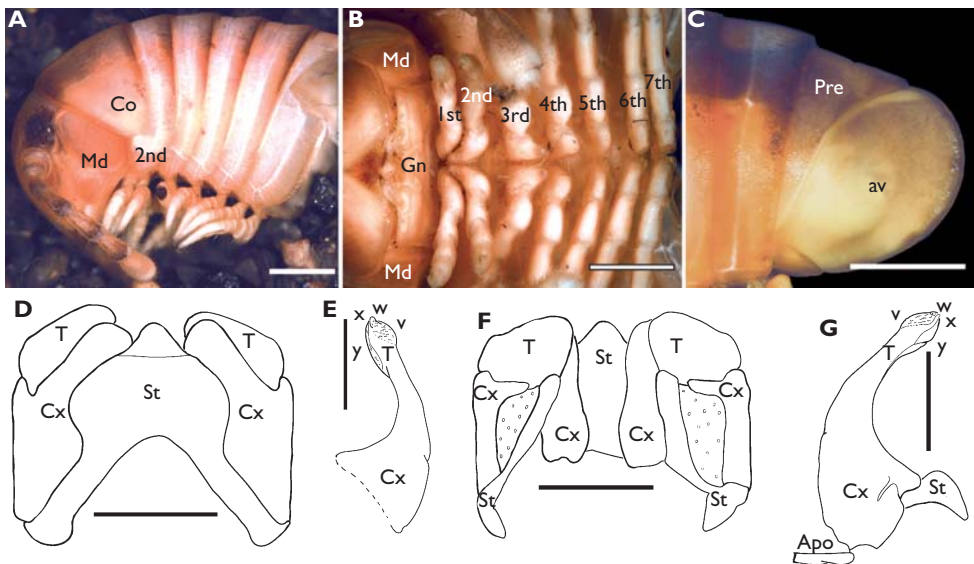 A
Co
Md
2nd
B
Md
1st
2nd
3rd
4th
5th
6th
7th
Gn
Md
C
Pre
av
D
T
T
St
Cx
Cx
E
x
w
v
y
T
Cx
F
T
St
T
Cx
Cx
Cx
Cx
St
St
G
v
w
x
T
y
Cx
St
Apo